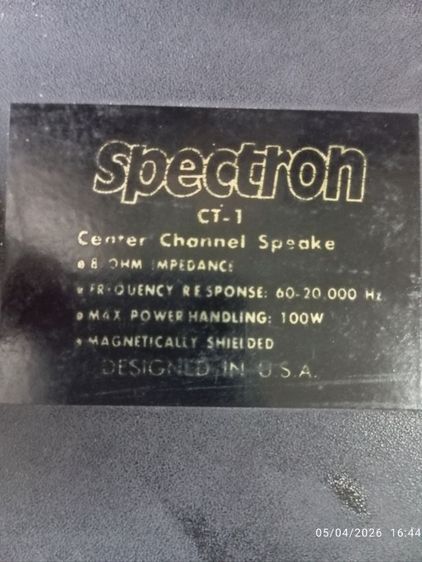 spectron
CT-1
Center Channel Speake
8 OHM IMPEDANCE
FREQUENCY RESPONSE: 60-20.000 Hz
MAX POWER HANDLING: 100W
MAGNETICALLY SHIELDED
DESIGNED IN U.S.A.
05/04/2026 16:44